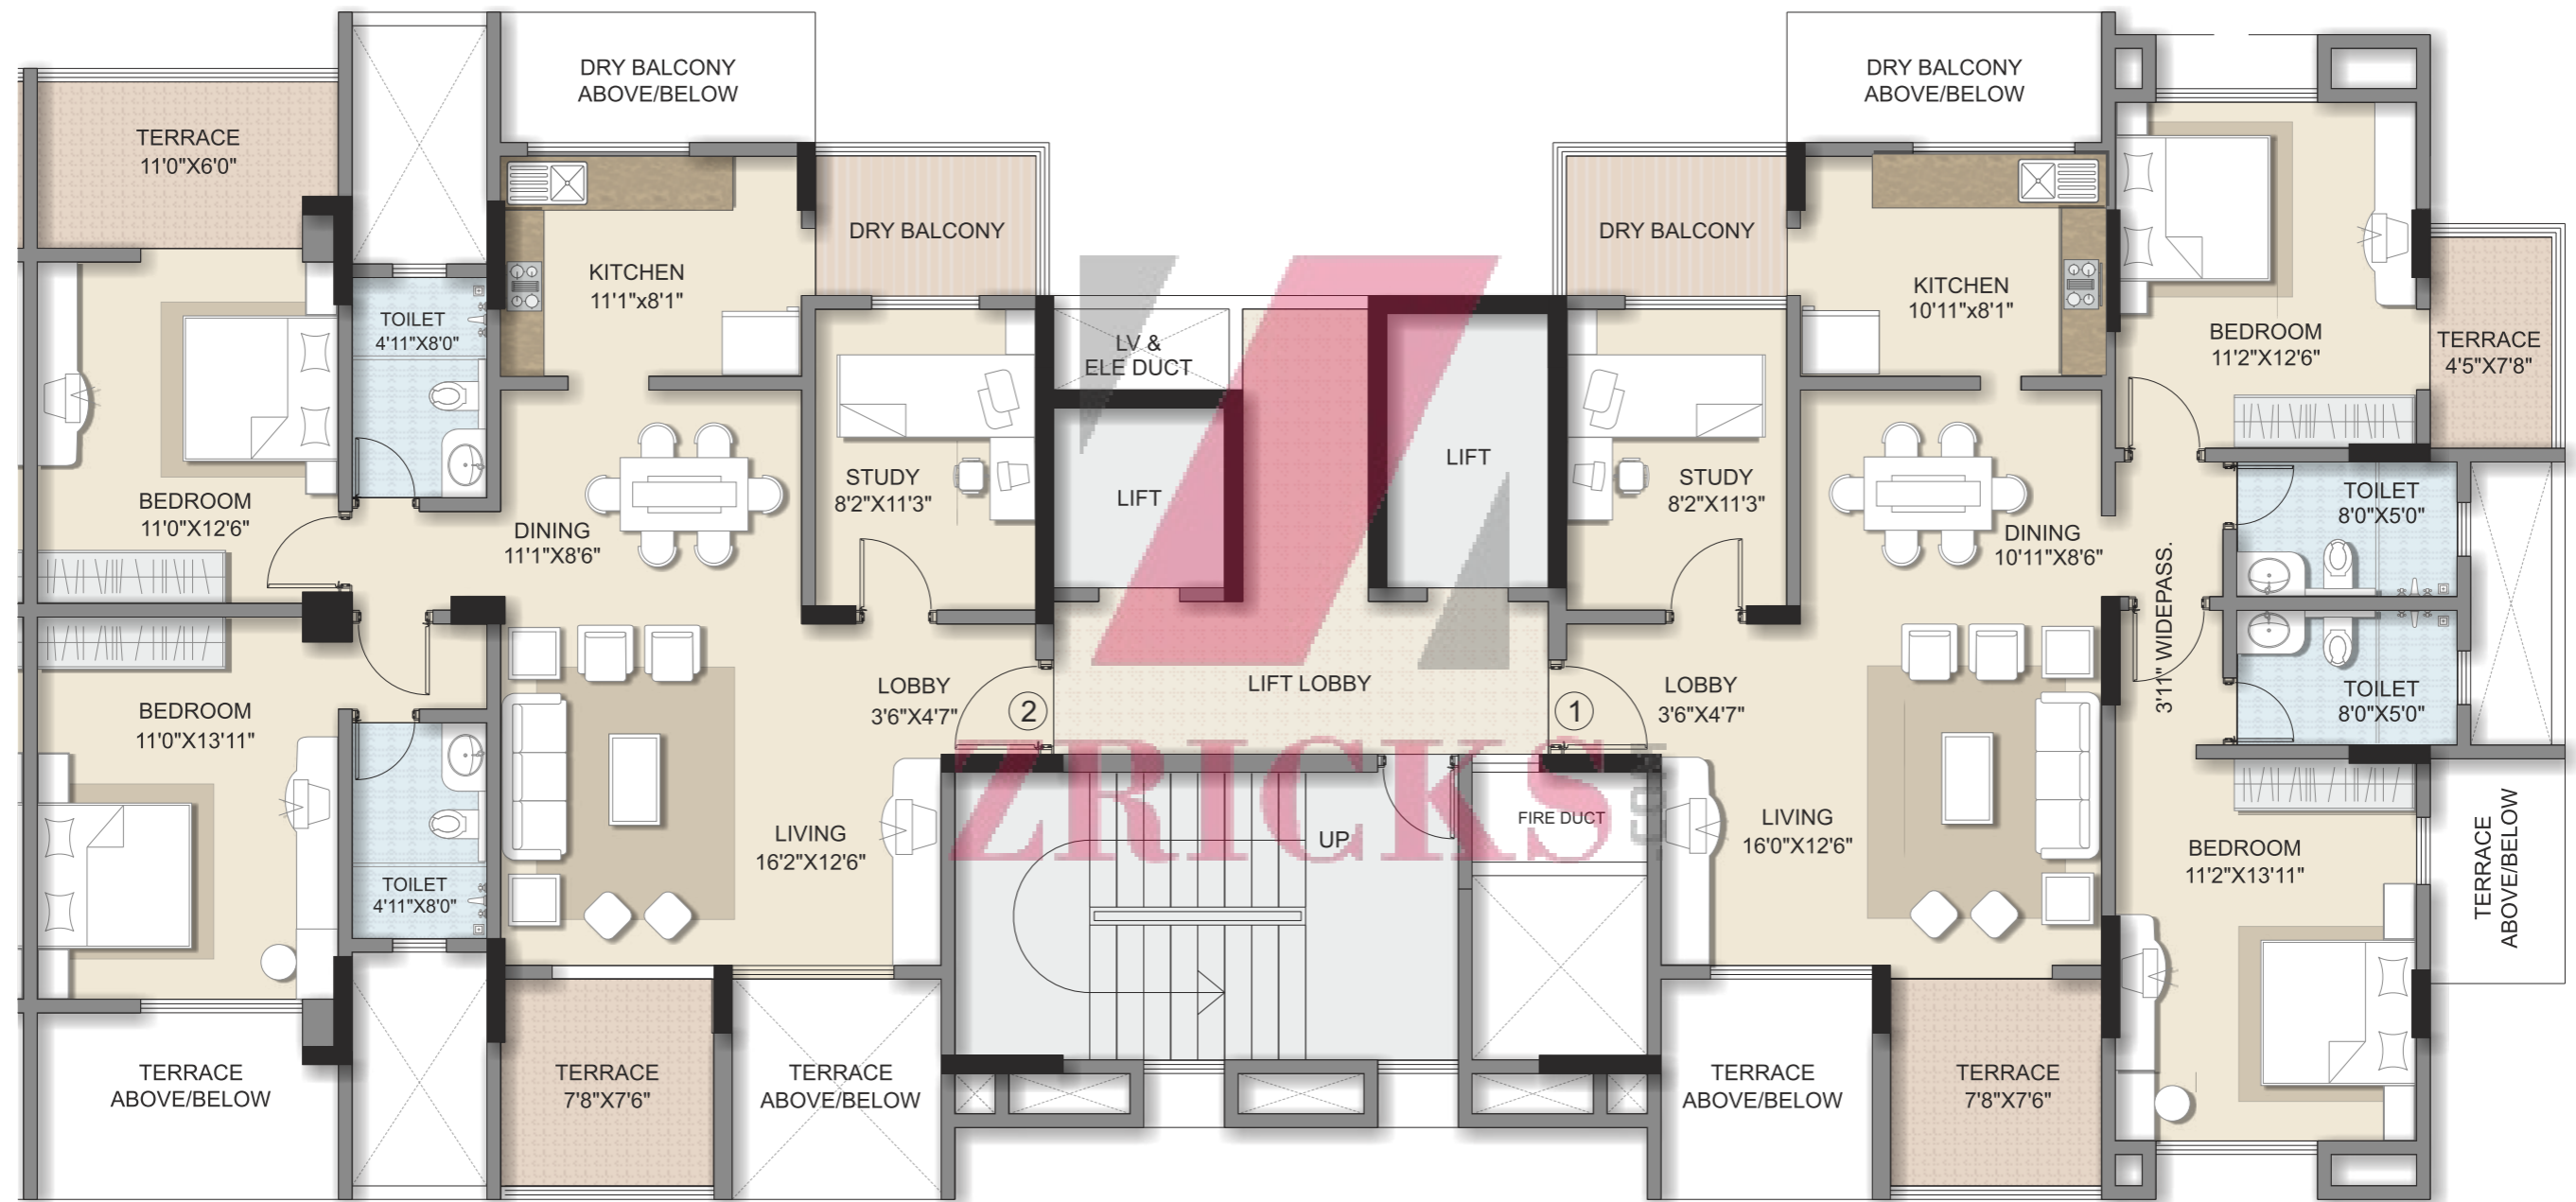 DRY BALCONY
ABOVE/BELOW
DRY BALCONY
ABOVE/BELOW
TERRACE
11'0"X6'0"
DRY BALCONY
DRY BALCONY
KITCHEN
11'1"x8'1"
KITCHEN
10'11"x8'1"
TOILET
4'11"X8'0"
LV &
ELE DUCT
BEDROOM
11'2"X12'6"
TERRACE
4'5"X7'8"
BEDROOM
11'0"X12'6"
DINING
11'1"X8'6"
STUDY
8'2"X11'3"
LIFT
LIFT
STUDY
8'2"X11'3"
DINING
10'11"X8'6"
TOILET
8'0"X5'0"
3'11" WIDEPASS.
BEDROOM
11'0"X13'11"
LOBBY
3'6"X4'7"
2
LIFT LOBBY
1
LOBBY
3'6"X4'7"
TOILET
8'0"X5'0"
ZRICKS
LIVING
16'2"X12'6"
UP
FIRE DUCT
LIVING
16'0"X12'6"
BEDROOM
11'2"X13'11"
TERRACE
ABOVE/BELOW
TOILET
4'11"X8'0"
TERRACE
ABOVE/BELOW
TERRACE
7'8"X7'6"
TERRACE
ABOVE/BELOW
TERRACE
ABOVE/BELOW
TERRACE
7'8"X7'6"